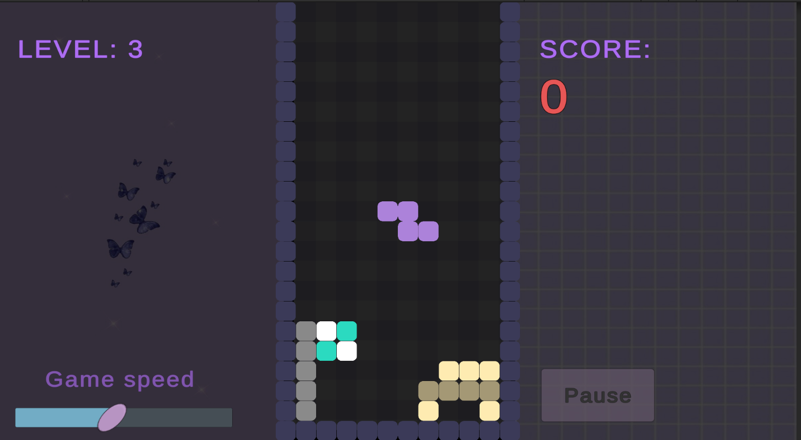 LEVEL: 3
SCORE:
0
Game speed
Pause